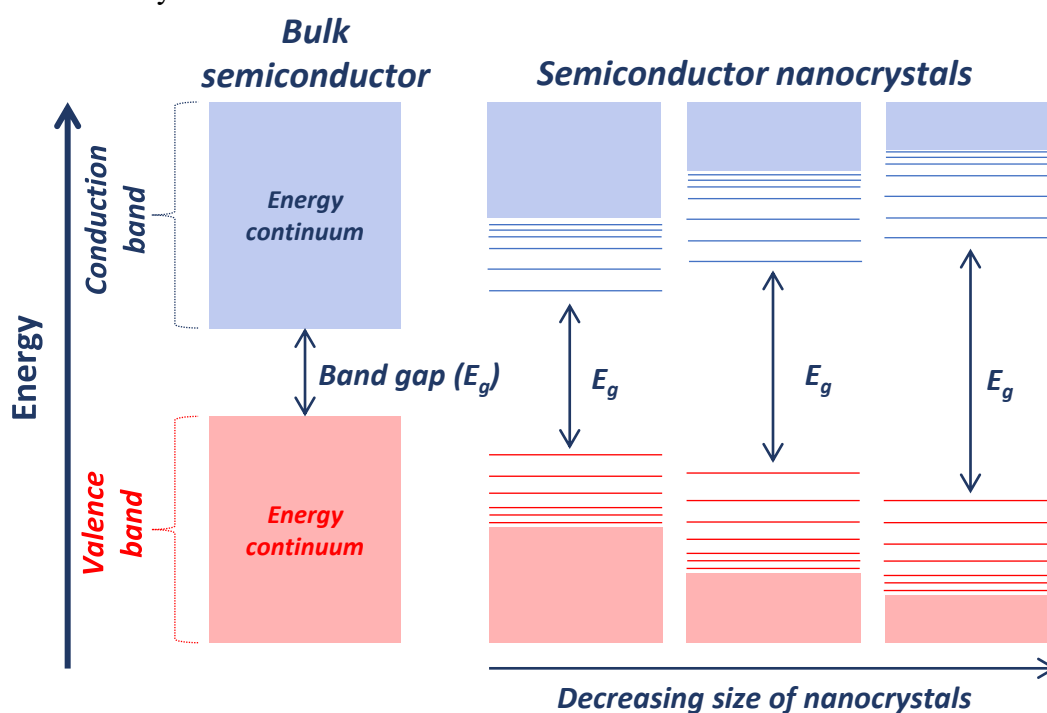 Bulk
semiconductor
Semiconductor nanocrystals
Energy
Conduction
band
Energy
continuum
Band gap (Eg)
Eg
Eg
Eg
Valence
band
Energy
continuum
Decreasing size of nanocrystals